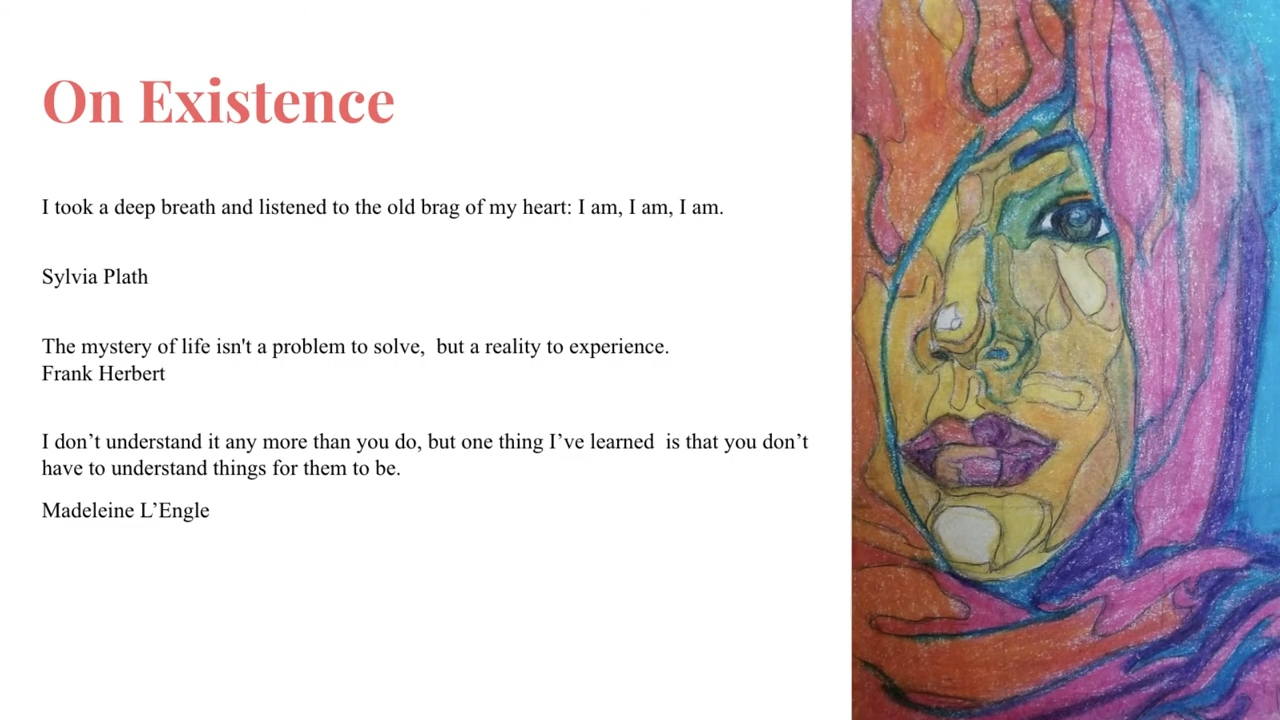 On Existence
I took a deep breath and listened to the old brag of my heart: I am, I am, I am.
Sylvia Plath
The mystery of life isn't a problem to solve,  but a reality to experience.
Frank Herbert
I don’t understand it any more than you do, but one thing I’ve learned  is that you don’t
have to understand things for them to be.
Madeleine L’Engle